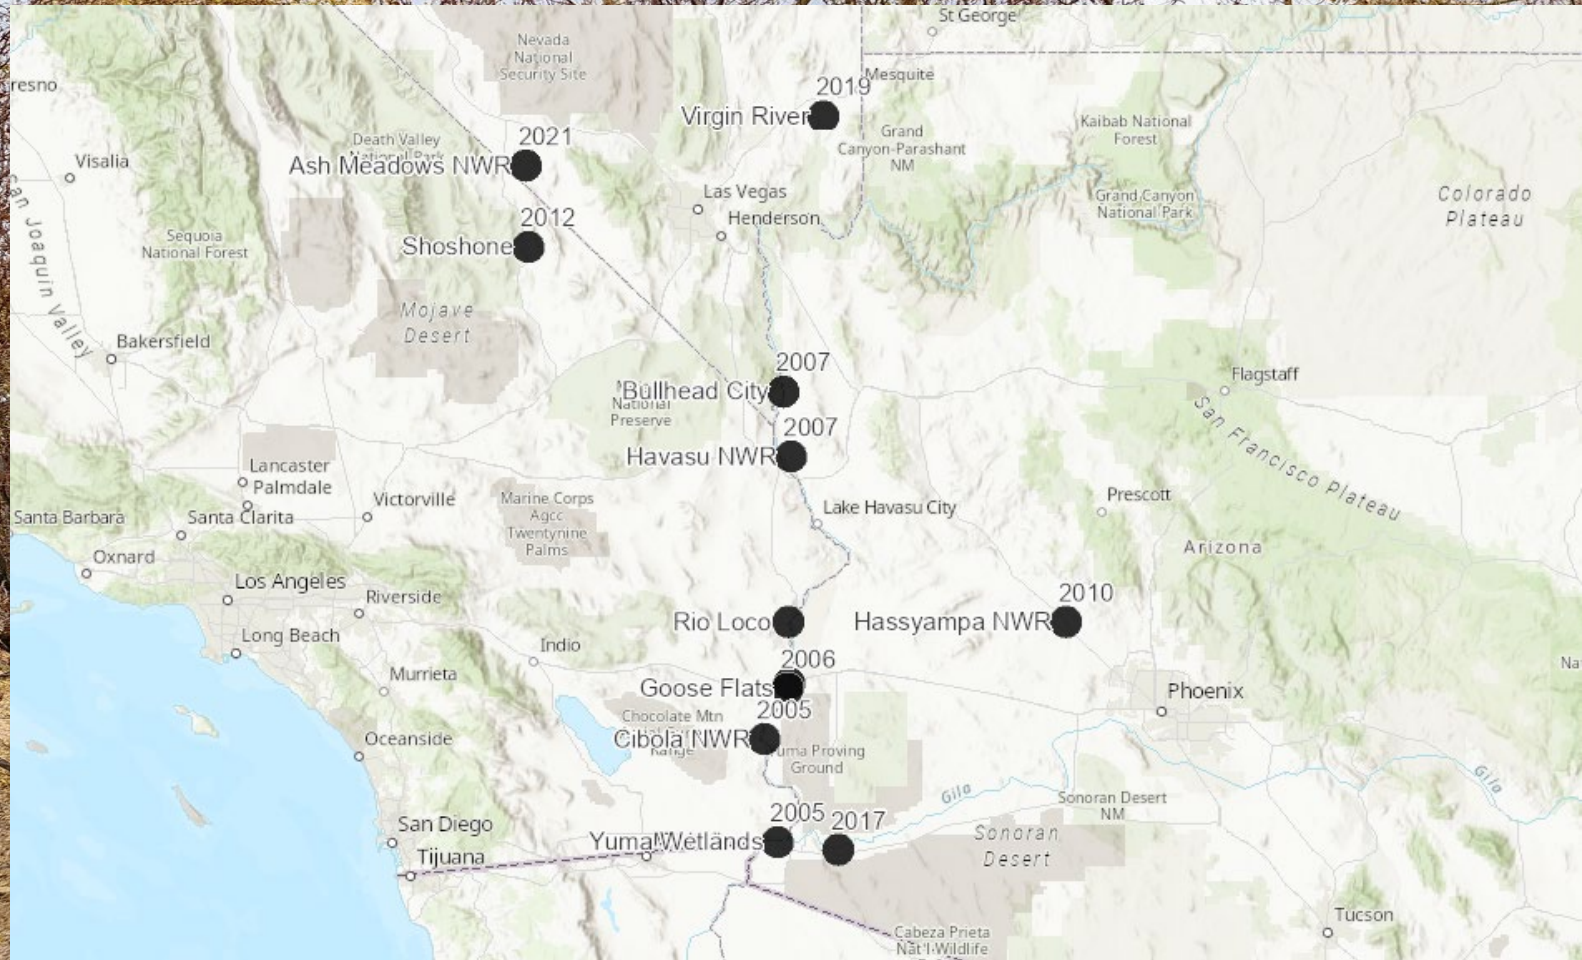 St George
Nevada
National
Security Site
Mesquite
resno
2019
Virgin River
Kaibab National
Forest
Grand
Canyon-Parashant
NM
2021
Death Valley
National Park
Ash Meadows NWR
Visalia
Las Vegas
Grand Canyon
National Park
Colorado
Plateau
San Joaquin Valley
2012
Henderson
Sequoia
National Forest
Shoshone
Mojave
Desert
Bakersfield
2007
Bullhead City
National
Preserve
Flagstaff
San Francisco Plateau
2007
Havasu NWR
Lancaster
Palmdale
Victorville
Marine Corps
Agcc
Twentynine
Palms
Prescott
Lake Havasu City
Santa Barbara
Santa Clarita
Arizona
Oxnard
Los Angeles
Riverside
2010
Rio Loco
Hassyampa NWR
Long Beach
Indio
2006
Na
Murrieta
Goose Flats
Phoenix
Chocolate Mtn
Range
2005
Cibola NWR
Oceanside
Yuma Proving
Ground
Gila
Gila
Sonoran Desert
NM
2005
2017
San Diego
Yuma Wetlands
Sonoran
Desert
Tijuana
Tucson
Cabeza Prieta
Nat'l Wildlife